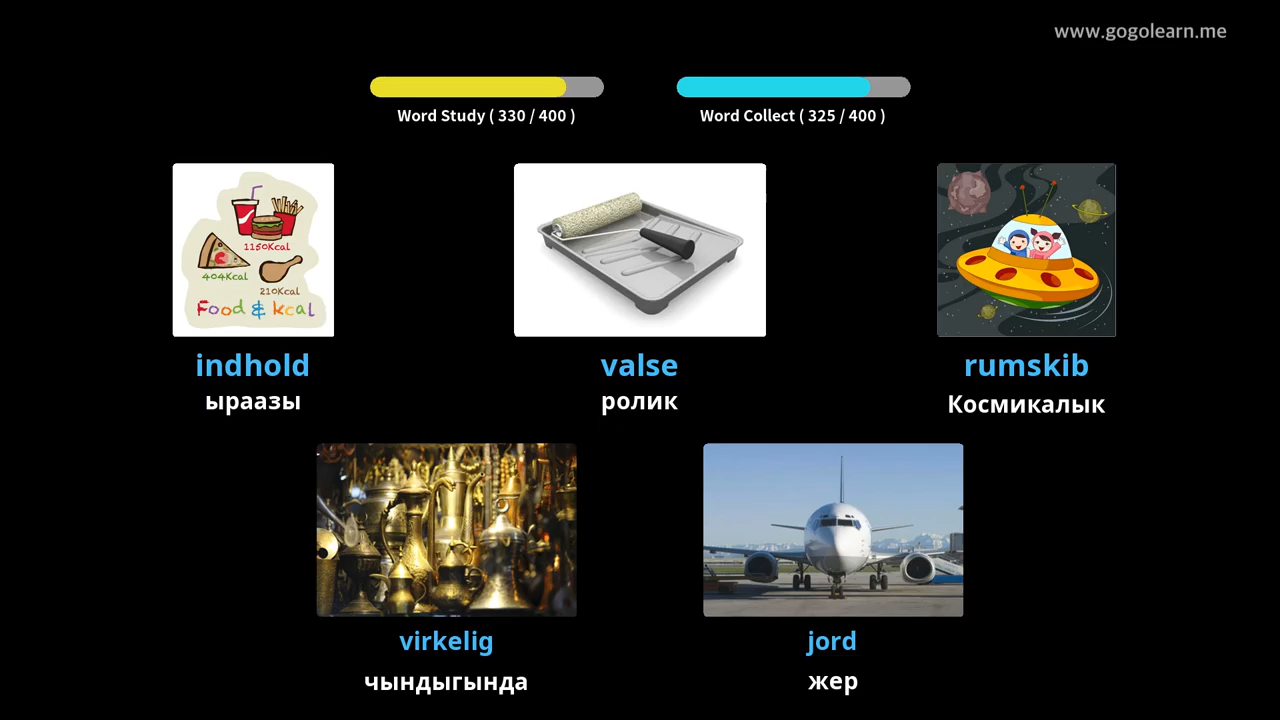 www.gogolearn.me
Word Study ( 330 / 400 )
Word Collect ( 325 / 400 )
1150Kcal
404Kcal
210Kcal
Food & kcal
indhold
ыраазы
valse
ролик
rumskib
Космикалык
virkelig
чындыгында
jord
жер